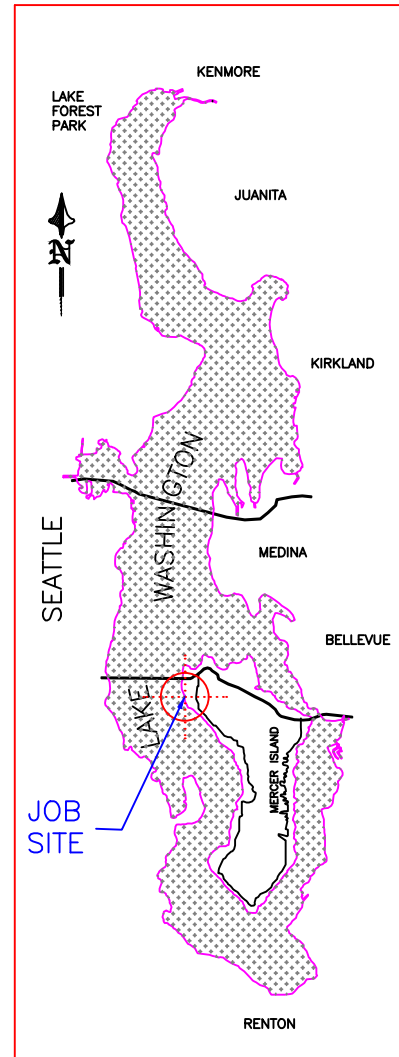 KENMORE
LAKE
FOREST
PARK
JUANITA
N
KIRKLAND
WASHINGTON
SEATTLE
MEDINA
BELLEVUE
LAKE
MERCER ISLAND
JOB
SITE
RENTON